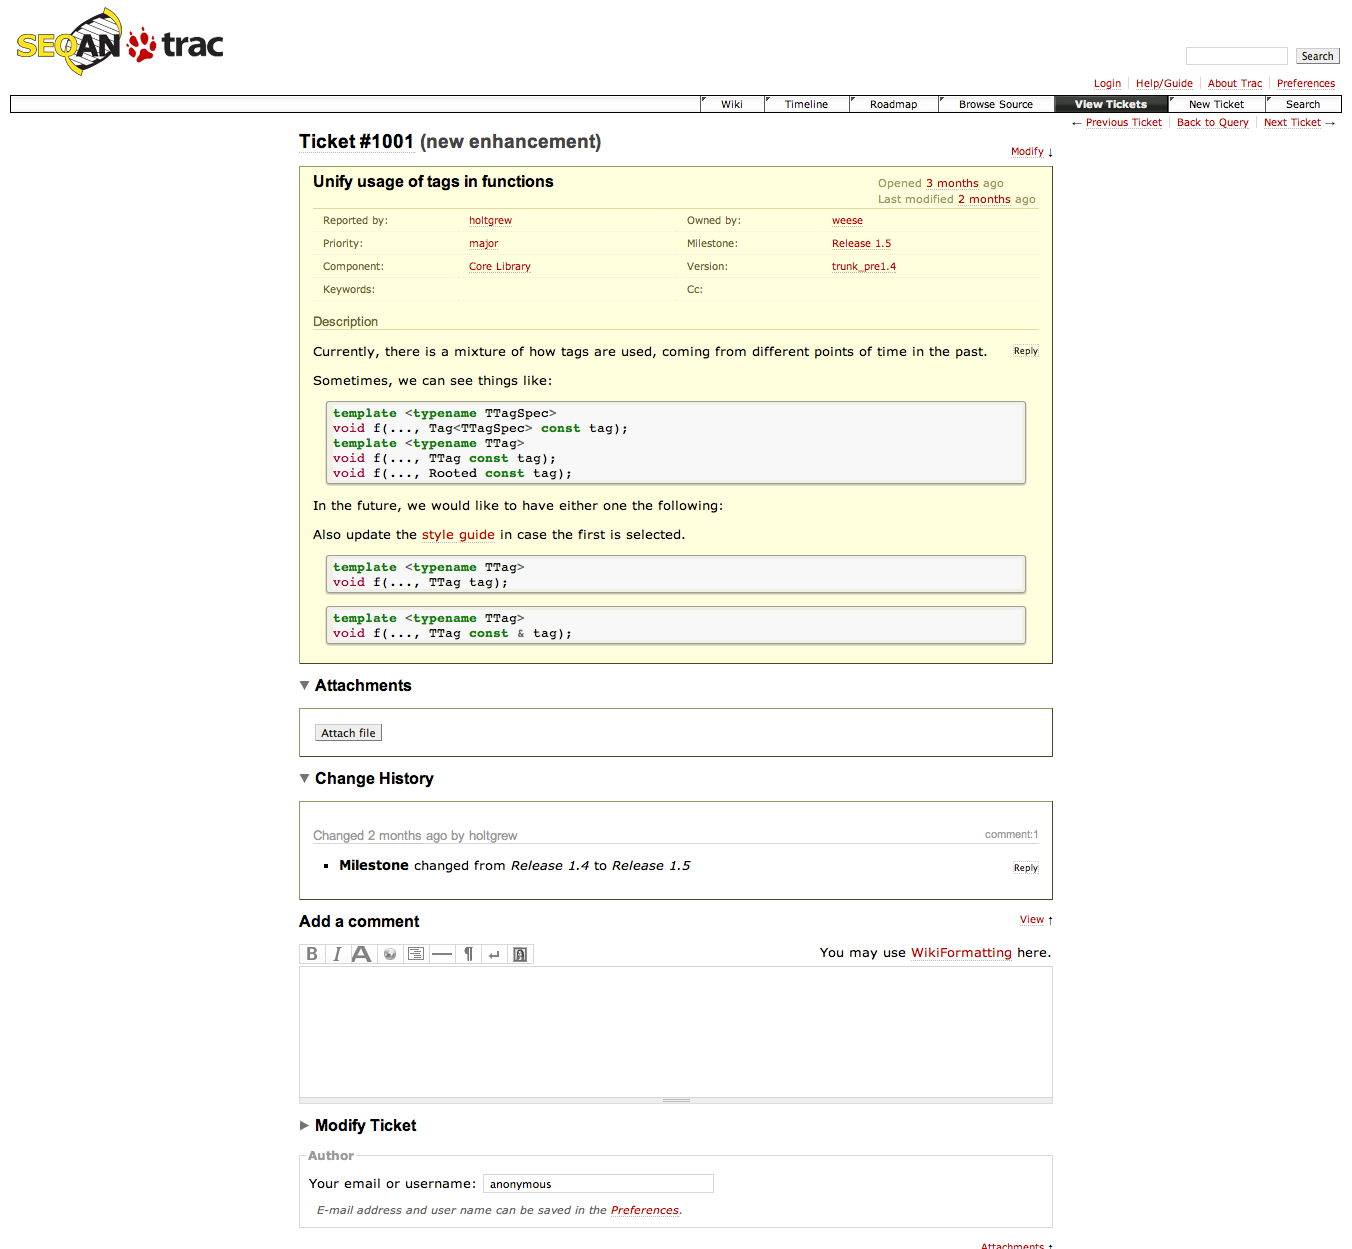 SEQAN trac
Search
Login Help/Guide About Trac Preferences
Wiki Timeline Roadmap Browse Source View Tickets New Ticket Search
← Previous Ticket Back to Query Next Ticket →
Ticket #1001 (new enhancement)
Modify ↓
Unify usage of tags in functions
Opened 3 months ago
Last modified 2 months ago
Reported by: holtgrew Owned by: weese
Priority: major Milestone: Release 1.5
Component: Core Library Version: trunk_pre1.4
Keywords: Cc:
Description
Currently, there is a mixture of how tags are used, coming from different points of time in the past. Reply
Sometimes, we can see things like:
template <typename TTagSpec>
void f(..., Tag<TTagSpec> const tag);
template <typename TTag>
void f(..., TTag const tag);
void f(..., Rooted const tag);
In the future, we would like to have either one the following:
Also update the style guide in case the first is selected.
template <typename TTag>
void f(..., TTag tag);
template <typename TTag>
void f(..., TTag const & tag);
▼ Attachments
Attach file
▼ Change History
Changed 2 months ago by holtgrew comment:1
▪ Milestone changed from Release 1.4 to Release 1.5 Reply
Add a comment View ↑
B I A ¶ ↵ You may use WikiFormatting here.
▶ Modify Ticket
Author
Your email or username: anonymous
E-mail address and user name can be saved in the Preferences.
Attachments ↑